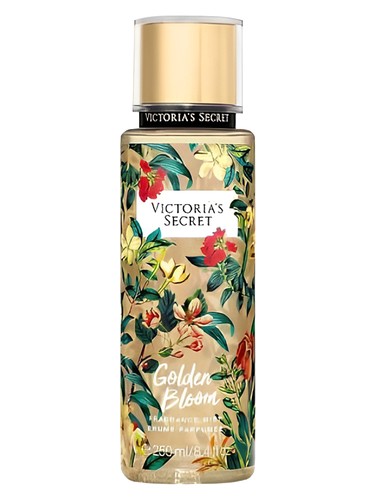 VICTORIA'S SECRET
VICTORIA'S
SECRET
Golden
Bloom
FRAGRANCE MIST
BRUME PARFUMÉE
℮ 250 ml/8.4 fl oz